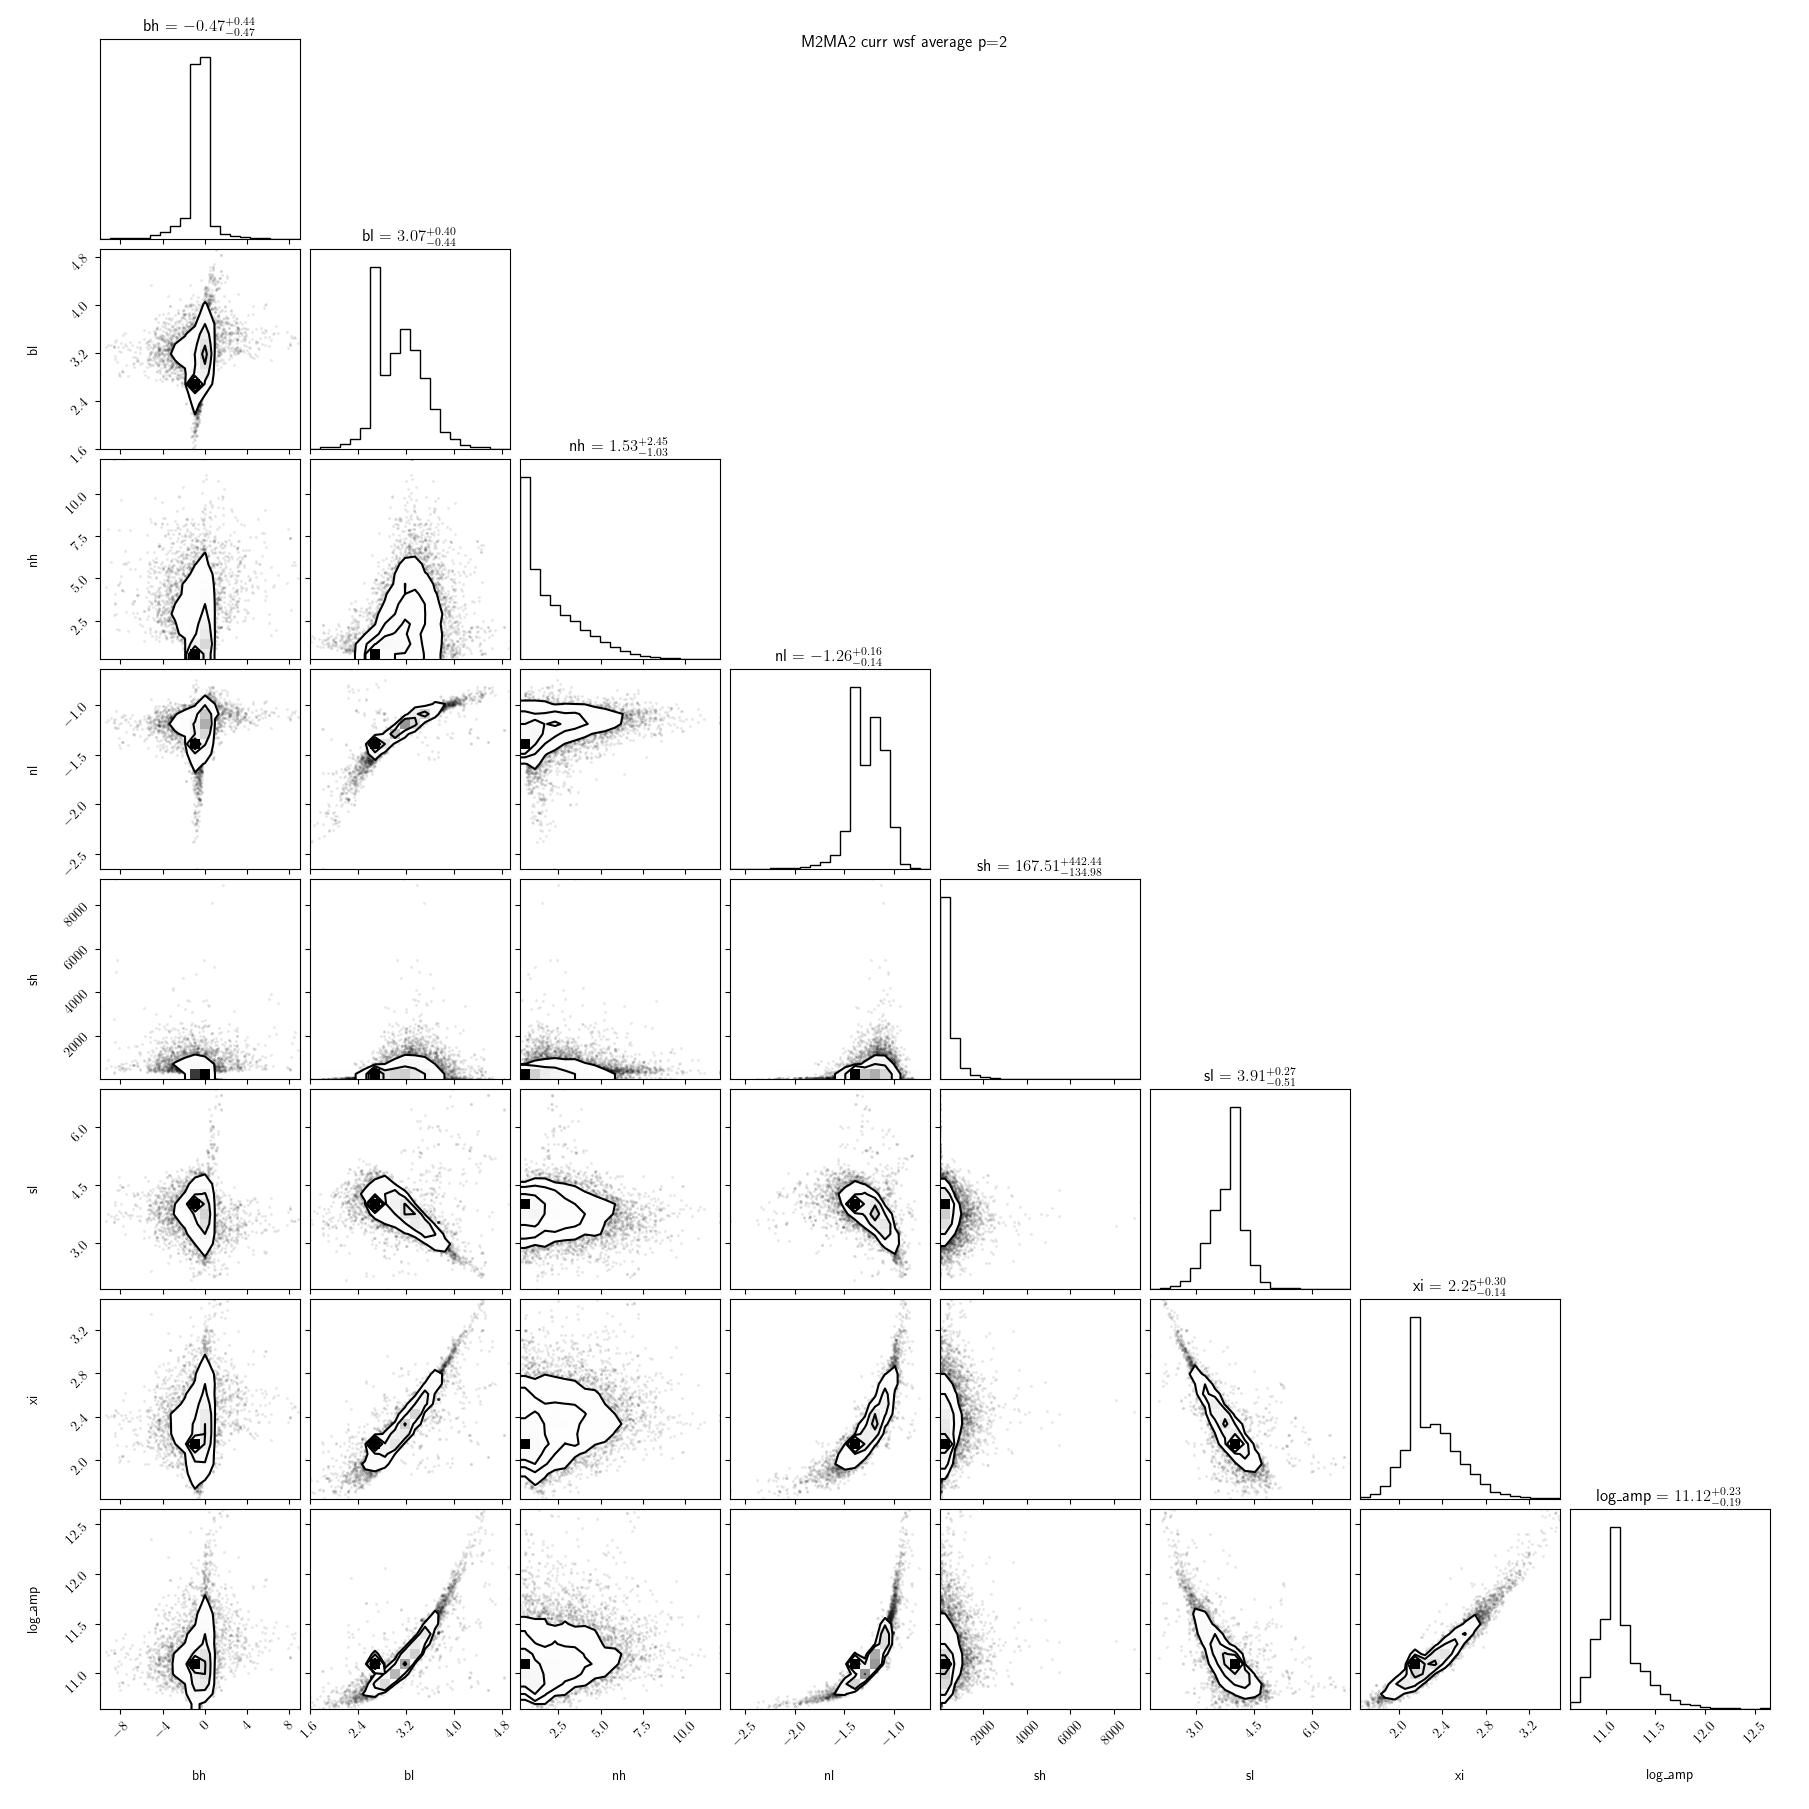 M2MA2 curr wsf average p=2
bh = −0.47+0.44−0.47
bl = 3.07+0.40−0.44
4.8
4.0
3.2
2.4
1.6
bl
nh = 1.53+2.45−1.03
10.0
7.5
5.0
2.5
nh
nl = −1.26+0.16−0.14
−1.0
−1.5
−2.0
−2.5
nl
sh = 167.51+442.44−134.98
8000
6000
4000
2000
sh
sl = 3.91+0.27−0.51
6.0
4.5
3.0
sl
xi = 2.25+0.30−0.14
3.2
2.8
2.4
2.0
xi
log_amp = 11.12+0.23−0.19
12.5
12.0
11.5
11.0
log_amp
−8 −4 0 4 8
1.6 2.4 3.2 4.0 4.8
2.5 5.0 7.5 10.0
−2.5 −2.0 −1.5 −1.0
2000 4000 6000 8000
3.0 4.5 6.0
2.0 2.4 2.8 3.2
11.0 11.5 12.0 12.5
bh bl nh nl sh sl xi log_amp